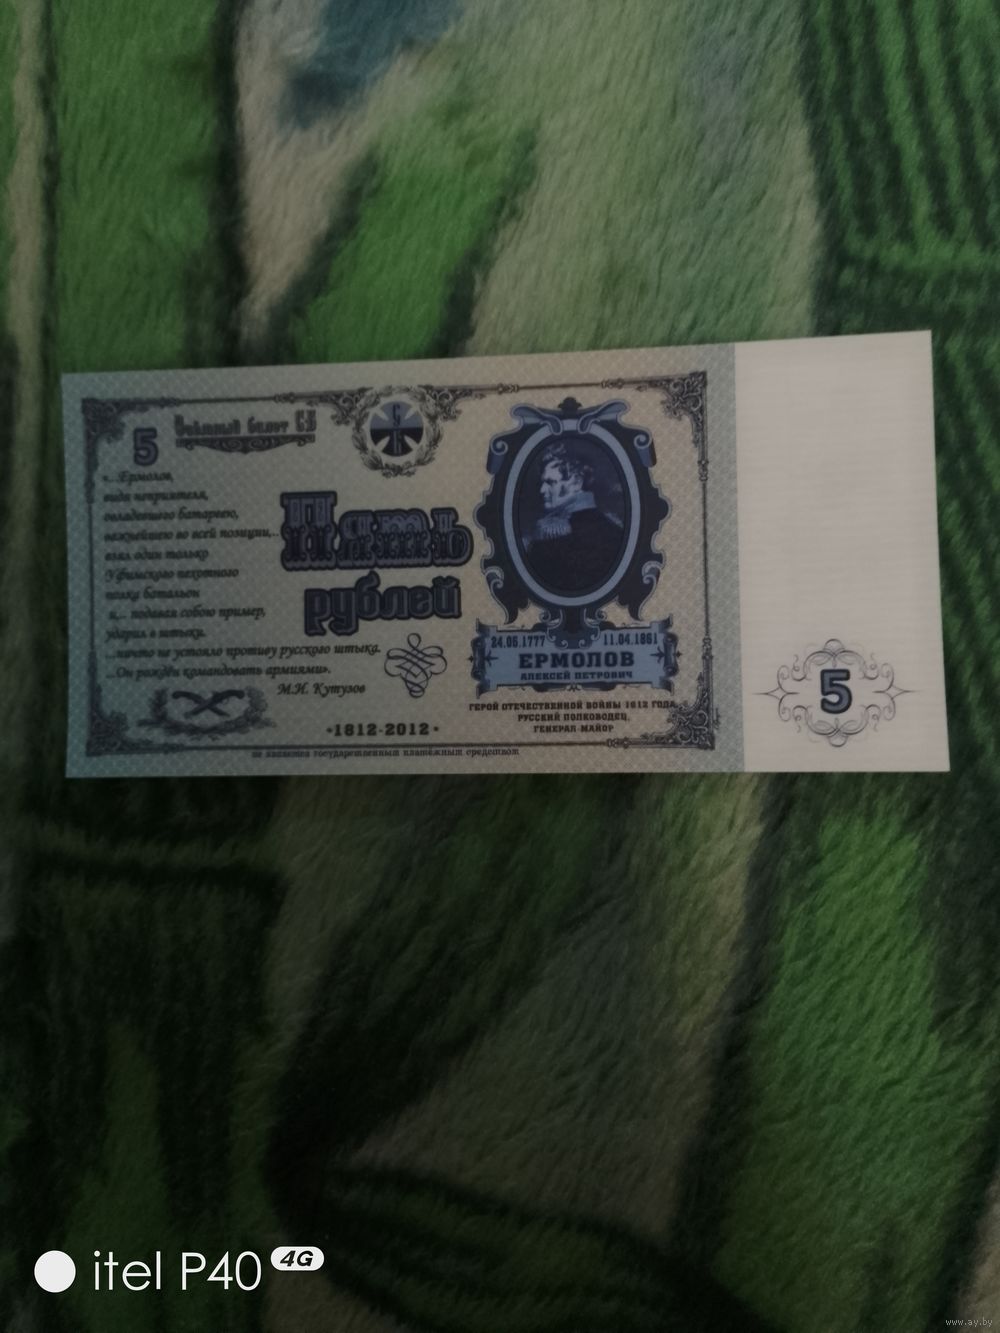 5
билет
«...Ермолов,
видя неприятеля,
овладевшего батареею,
важнейшею во всей позиции,..
взял один только
Уфимского пехотного
полка батальон
и,.. подавая собою пример,
ударил в штыки.
...ничто не устояло противу русского штыка.
...Он рождён командовать армиями».
М.И. Кутузов
Пять
рублей
24.05.1777 11.04.1861
ЕРМОЛОВ
АЛЕКСЕЙ ПЕТРОВИЧ
ГЕРОЙ ОТЕЧЕСТВЕННОЙ ВОЙНЫ 1812 ГОДА,
РУССКИЙ ПОЛКОВОДЕЦ,
ГЕНЕРАЛ-МАЙОР
•1812-2012•
не является государственным платёжным средством
5
itel P40 4G
www.ay.by